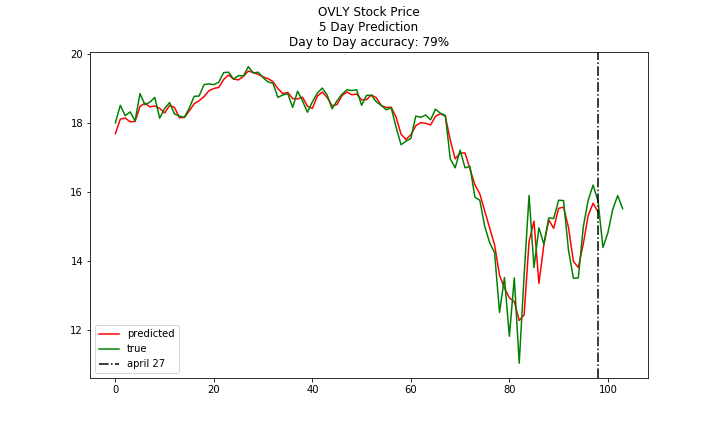 OVLY Stock Price
5 Day Prediction
Day to Day accuracy: 79%
20
18
16
14
12
predicted
true
april 27
0 20 40 60 80 100